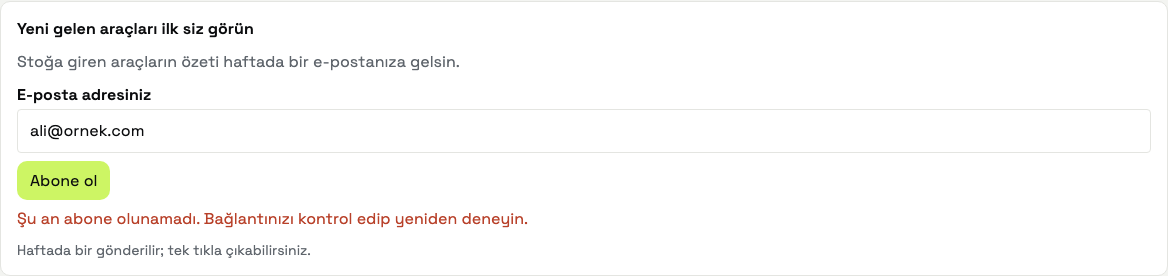 Yeni gelen araçları ilk siz görün
Stoğa giren araçların özeti haftada bir e-postanıza gelsin.
E-posta adresiniz
ali@ornek.com
Abone ol
Şu an abone olunamadı. Bağlantınızı kontrol edip yeniden deneyin.
Haftada bir gönderilir; tek tıkla çıkabilirsiniz.